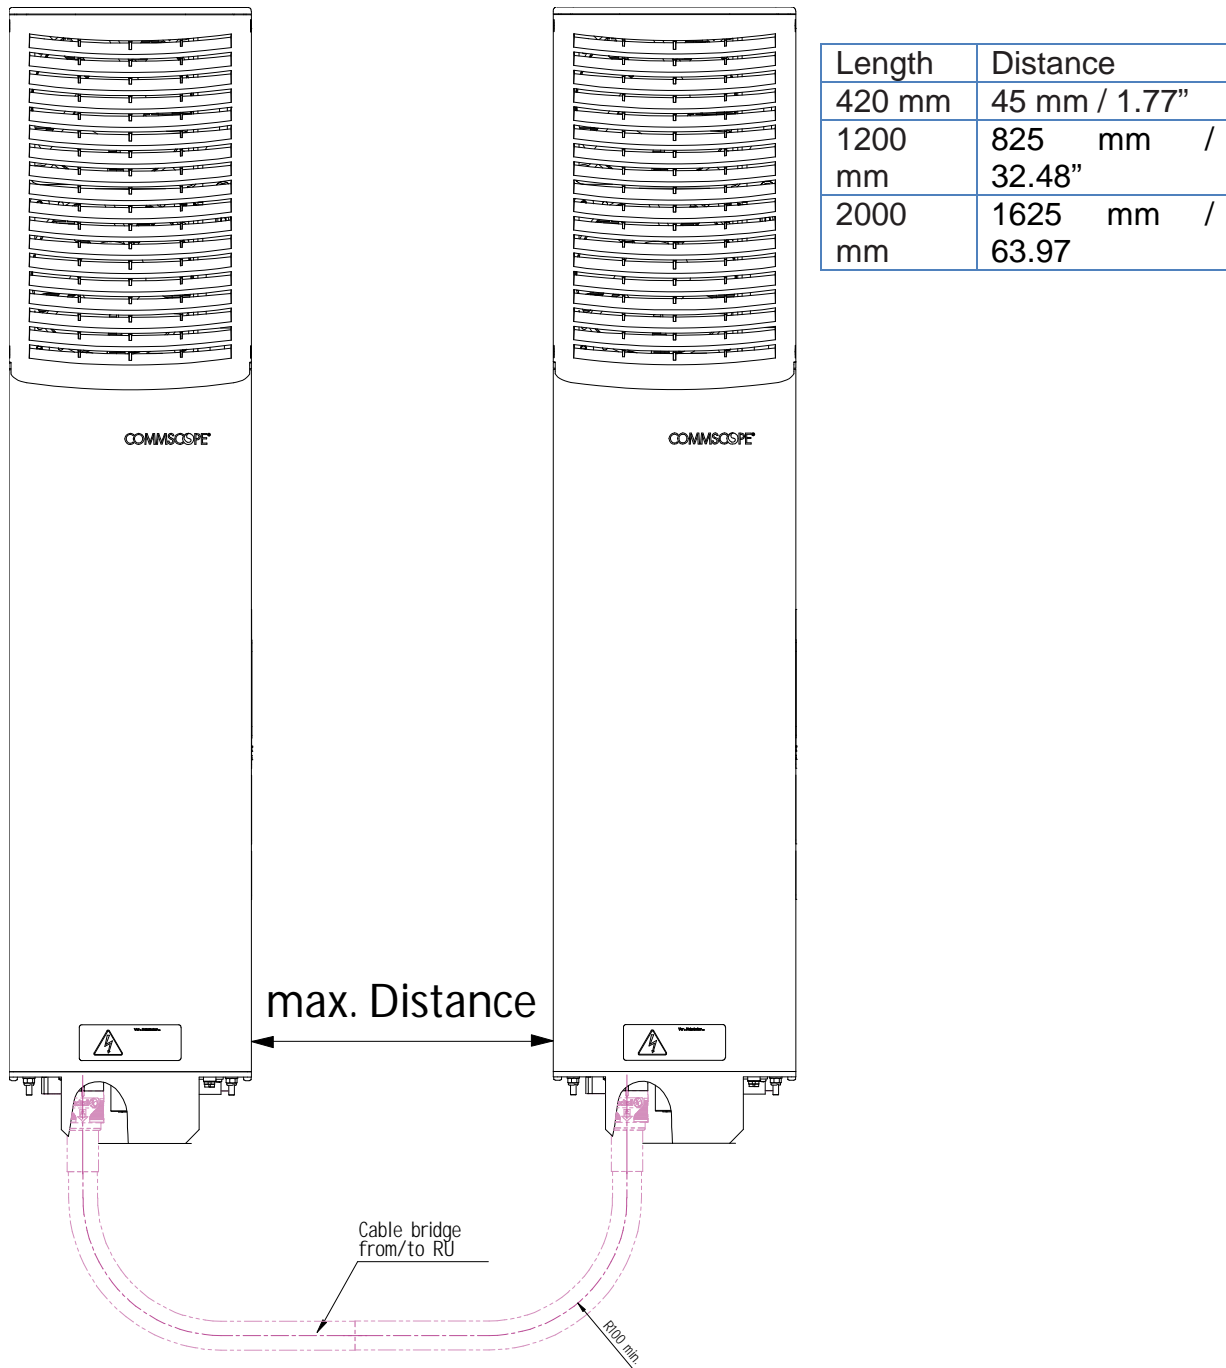 Length Distance
420 mm 45 mm / 1.77”
1200 mm 825 mm / 32.48”
2000 mm 1625 mm / 63.97
COMMSCOPE®
COMMSCOPE®
max. Distance
Cable bridge
from/to RU
R100 min.